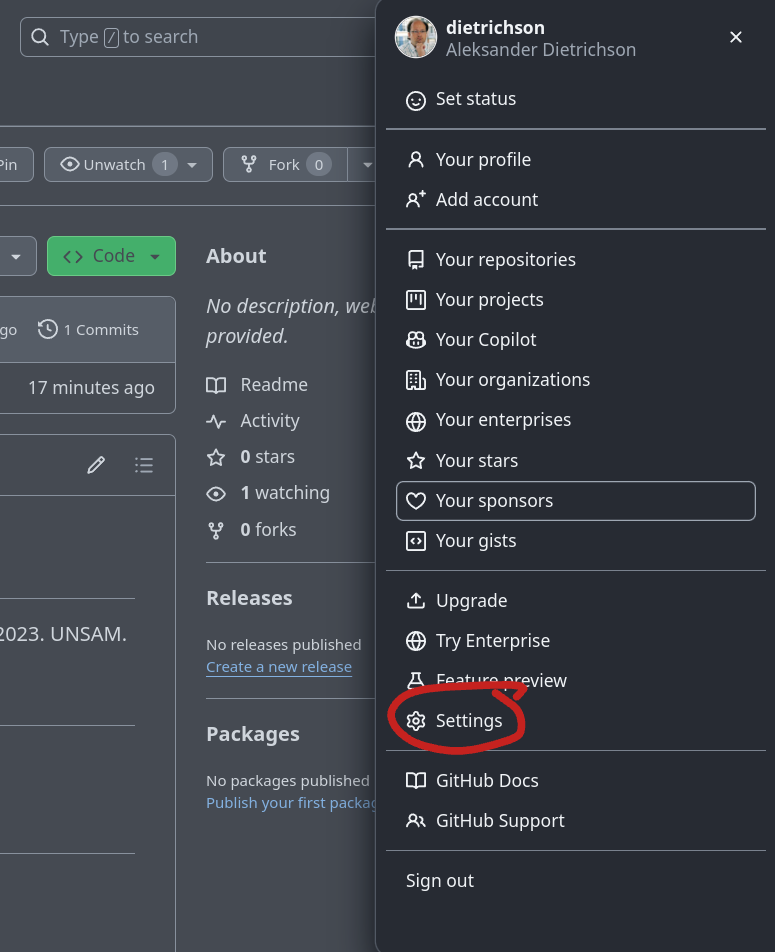 Type / to search
dietrichson
Aleksander Dietrichson
Set status
Pin
Unwatch 1
Fork 0
Your profile
Add account
Code
About
No description, web
provided.
go
1 Commits
17 minutes ago
Readme
Activity
0 stars
1 watching
0 forks
Releases
No releases published
Create a new release
2023. UNSAM.
Packages
No packages published
Publish your first packag
Your repositories
Your projects
Your Copilot
Your organizations
Your enterprises
Your stars
Your sponsors
Your gists
Upgrade
Try Enterprise
Feature preview
Settings
GitHub Docs
GitHub Support
Sign out